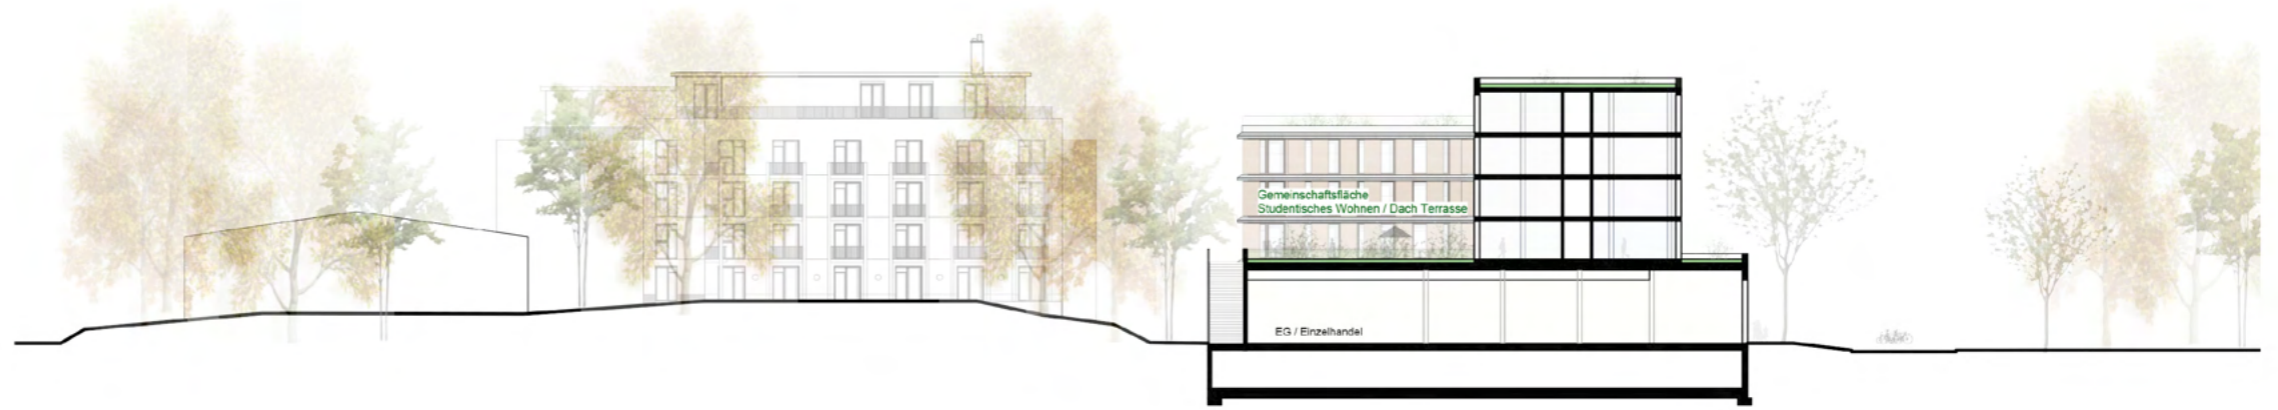 Gemeinschaftsfläche
Studentisches Wohnen / Dach Terrasse
EG / Einzelhandel